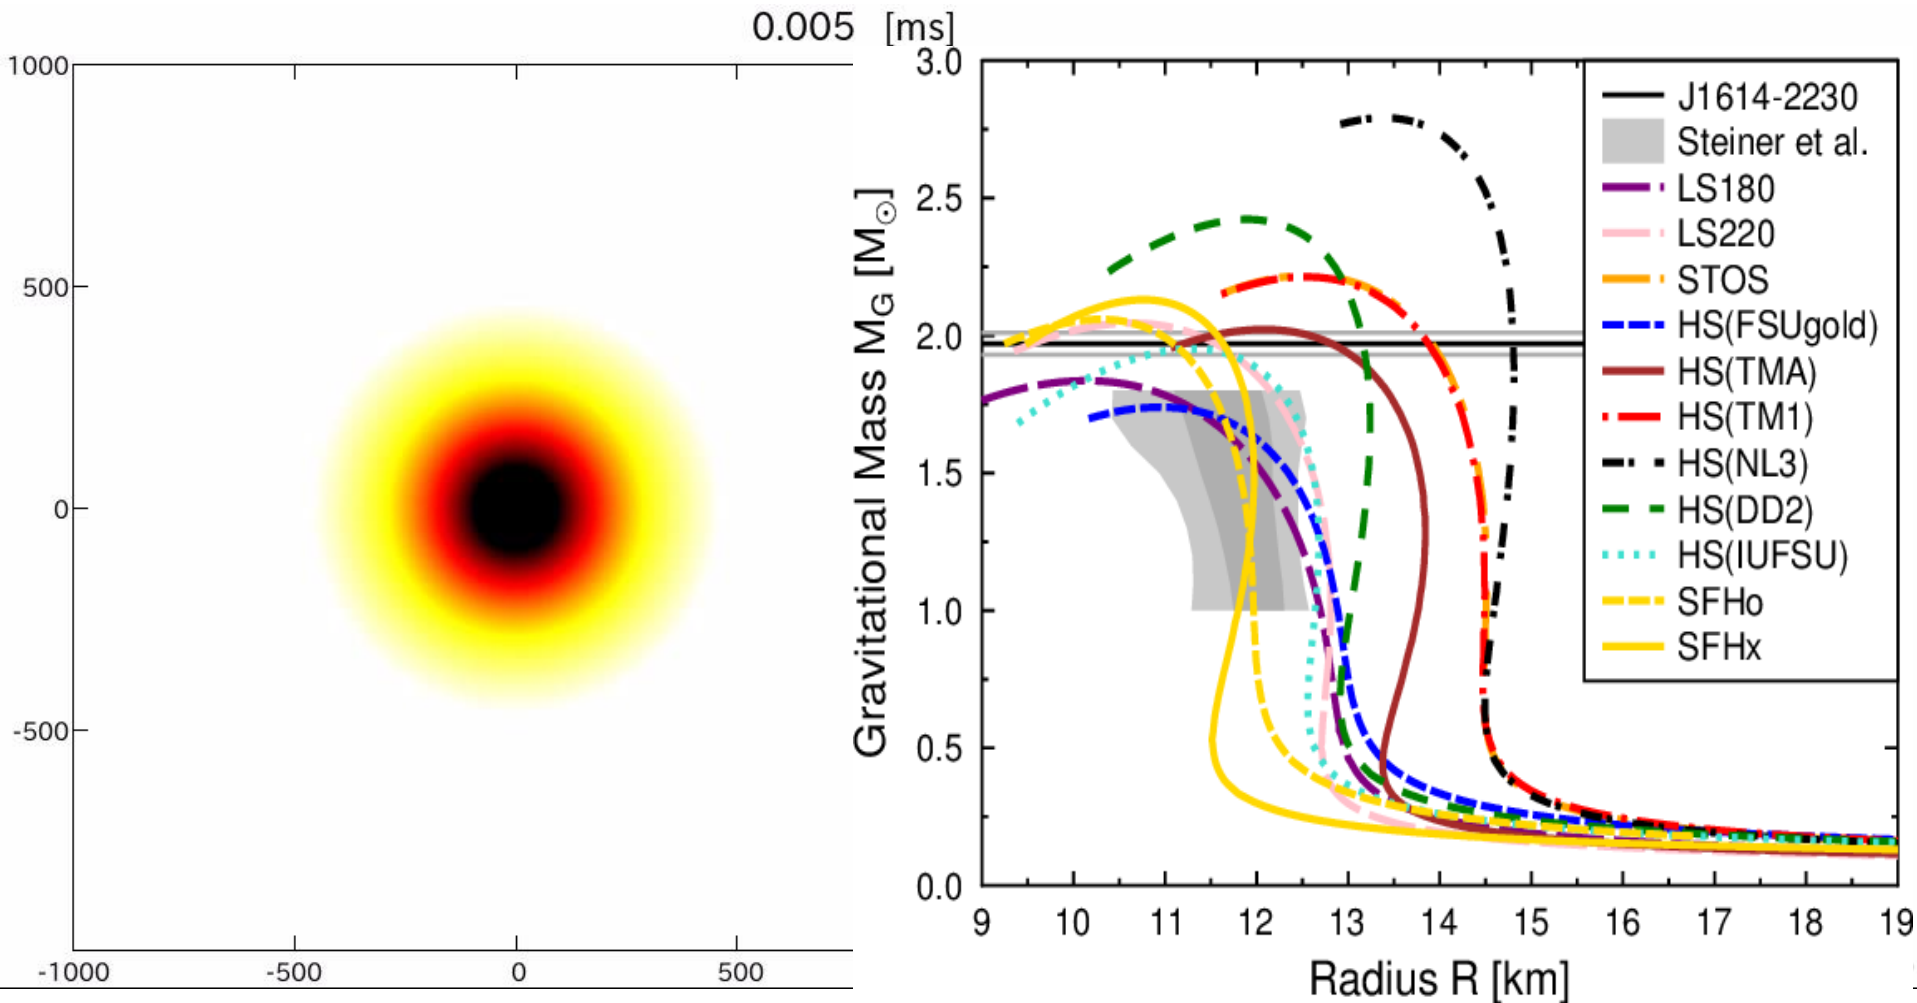 0.005 [ms]
1000
500
0
-500
-1000
-500
0
500
Gravitational Mass M_G [M_☉]
3.0
2.5
2.0
1.5
1.0
0.5
0.0
9 10 11 12 13 14 15 16 17 18 19
Radius R [km]
J1614-2230
Steiner et al.
LS180
LS220
STOS
HS(FSUgold)
HS(TMA)
HS(TM1)
HS(NL3)
HS(DD2)
HS(IUFSU)
SFHo
SFHx